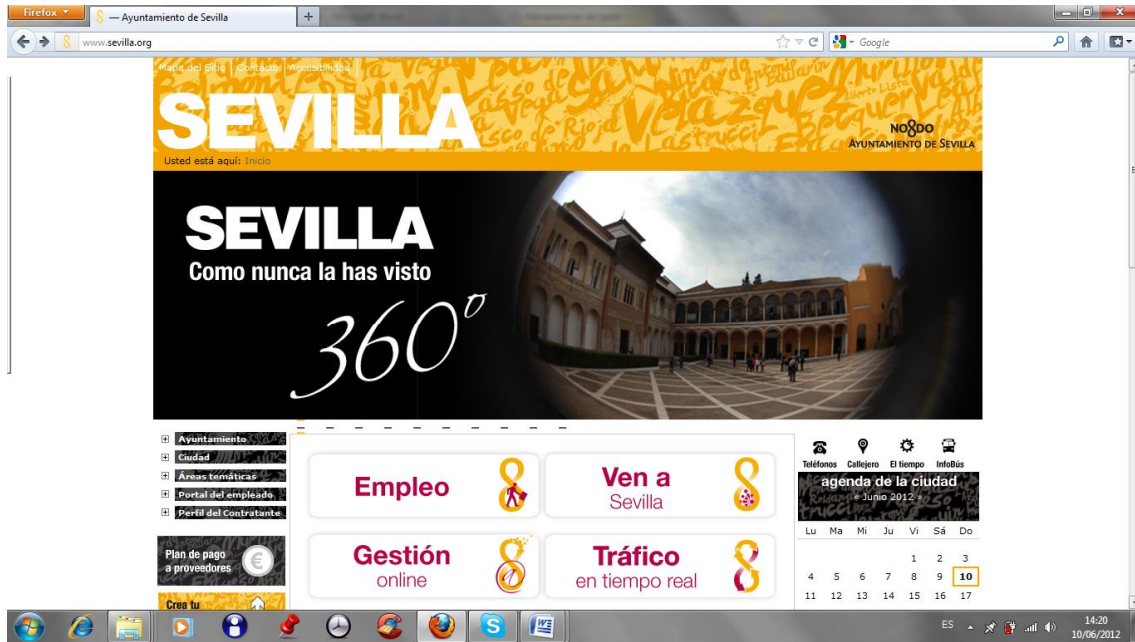 Firefox
— Ayuntamiento de Sevilla
www.sevilla.org
Google
Mapa del Sitio Contacto Accesibilidad
SEVILLA
Velazquez
NO8DO
AYUNTAMIENTO DE SEVILLA
Usted está aquí: Inicio
SEVILLA
Como nunca la has visto
360º
Ayuntamiento
Ciudad
Áreas temáticas
Portal del empleado
Perfil del Contratante
Plan de pago
a proveedores
€
Crea tu
Empleo
Ven a
Sevilla
Gestión
online
Tráfico
en tiempo real
Teléfonos Callejero El tiempo InfoBús
agenda de la ciudad
« Junio 2012 »
Lu Ma Mi Ju Vi Sá Do
1 2 3
4 5 6 7 8 9 10
11 12 13 14 15 16 17
ES
14:20
10/06/2012